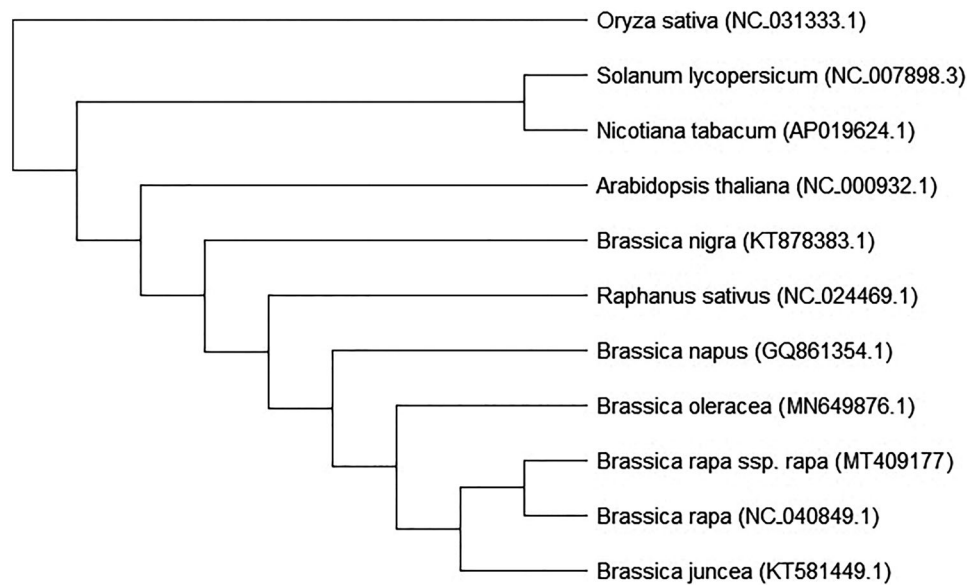 Oryza sativa (NC_031333.1)
Solanum lycopersicum (NC_007898.3)
Nicotiana tabacum (AP019624.1)
Arabidopsis thaliana (NC_000932.1)
Brassica nigra (KT878383.1)
Raphanus sativus (NC_024469.1)
Brassica napus (GQ861354.1)
Brassica oleracea (MN649876.1)
Brassica rapa ssp. rapa (MT409177)
Brassica rapa (NC_040849.1)
Brassica juncea (KT581449.1)